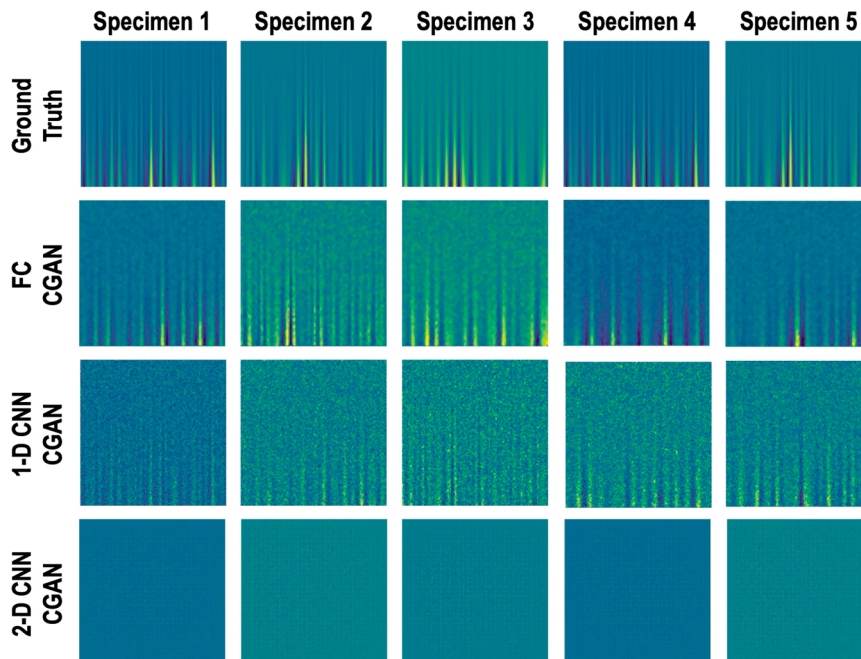 Specimen 1 Specimen 2 Specimen 3 Specimen 4 Specimen 5
Ground
Truth
FC
CGAN
1-D CNN
CGAN
2-D CNN
CGAN